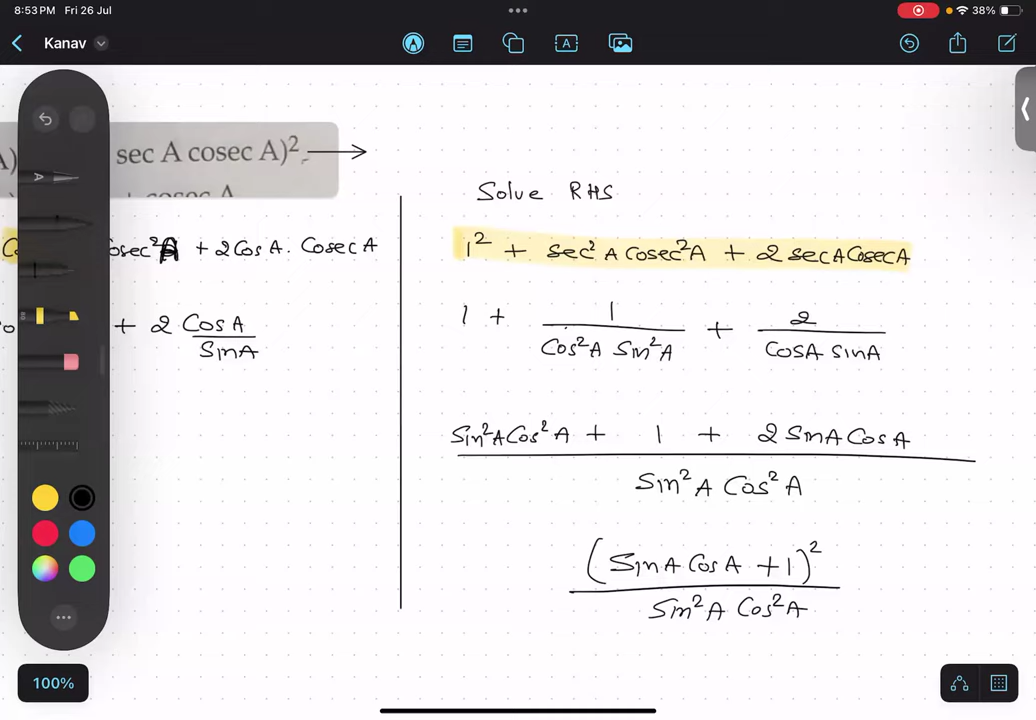 8:53 PM Fri 26 Jul
38%
Kanav
A) sec A cosec A)²
+ cosec A
Solve RHS
cosec²A + 2 CosA . CosecA
1² + sec²A cosec²A + 2 secA CosecA
+ 2 CosA
SinA
1 + 1 + 2
Cos²A Sin²A CosA sinA
Sin²A Cos²A + 1 + 2 SinA CosA
Sin²A Cos²A
(SinA CosA + 1)²
Sin²A Cos²A
100%